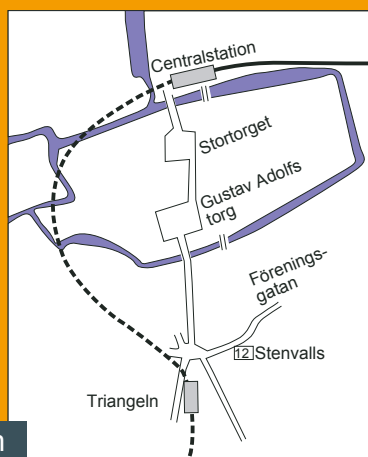 Centralstation
Stortorget
Gustav Adolfs
torg
Förenings-
gatan
12 Stenvalls
Triangeln